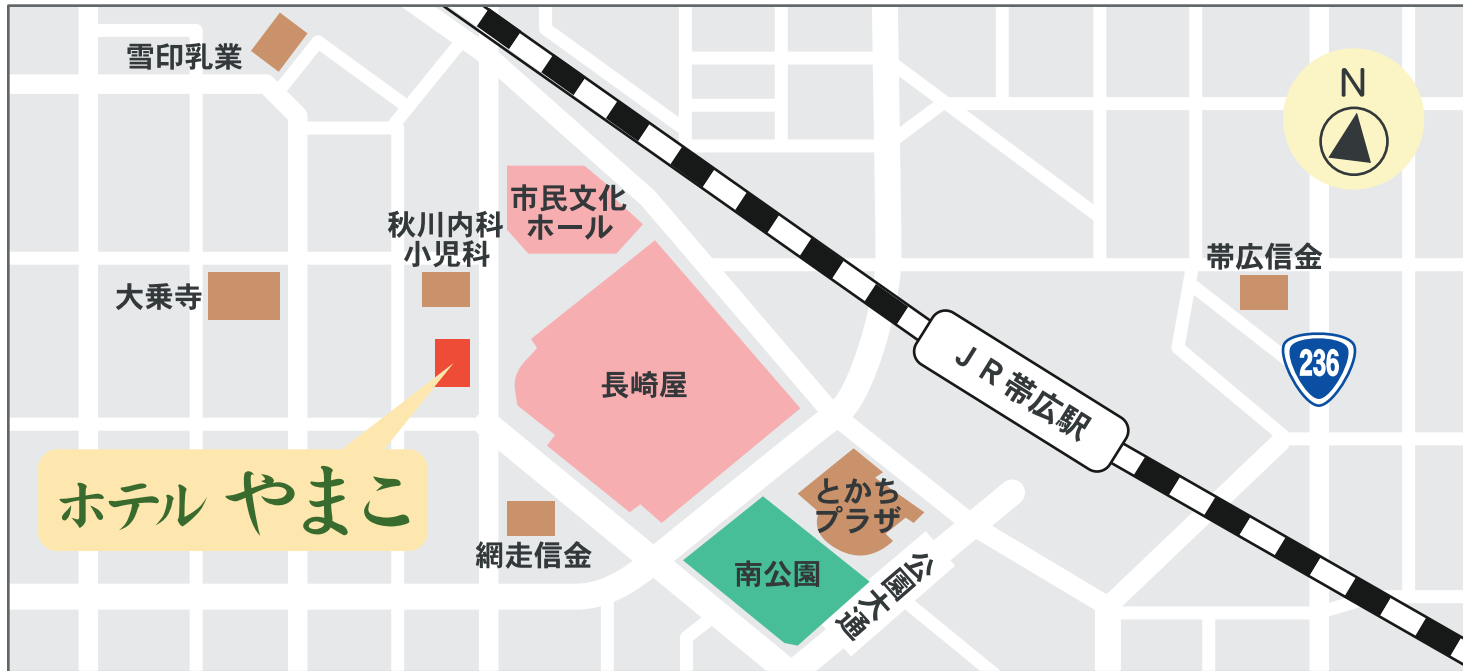 雪印乳業
N
市民文化
ホール
秋川内科
小児科
帯広信金
大乗寺
236
ＪＲ帯広駅
長崎屋
ホテル やまこ
とかち
プラザ
網走信金
南公園
公園大通